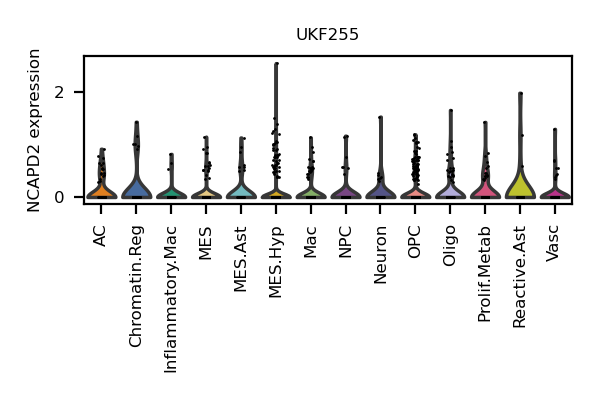 UKF255
NCAPD2 expression
2
0
AC
Chromatin.Reg
Inflammatory.Mac
MES
MES.Ast
MES.Hyp
Mac
NPC
Neuron
OPC
Oligo
Prolif.Metab
Reactive.Ast
Vasc